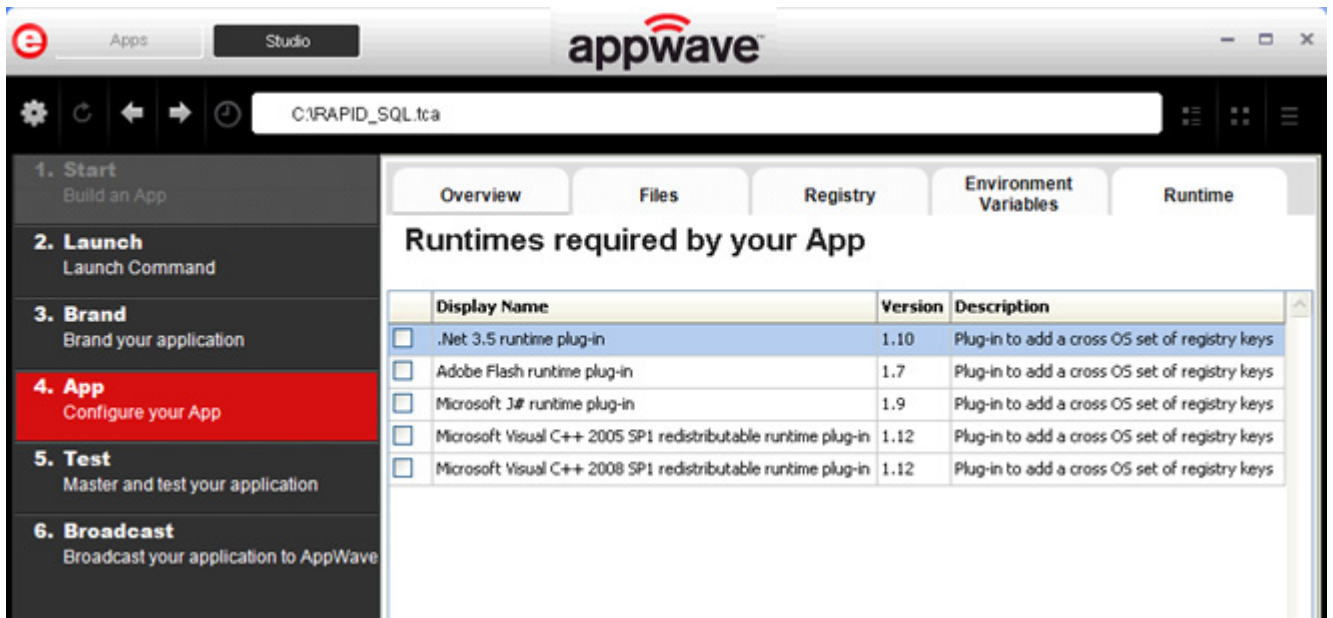 e Apps Studio appwave™
C:\RAPID_SQL.tca
1. Start
Build an App
2. Launch
Launch Command
3. Brand
Brand your application
4. App
Configure your App
5. Test
Master and test your application
6. Broadcast
Broadcast your application to AppWave
Overview Files Registry Environment Variables Runtime
Runtimes required by your App
Display Name Version Description
.Net 3.5 runtime plug-in 1.10 Plug-in to add a cross OS set of registry keys
Adobe Flash runtime plug-in 1.7 Plug-in to add a cross OS set of registry keys
Microsoft J# runtime plug-in 1.9 Plug-in to add a cross OS set of registry keys
Microsoft Visual C++ 2005 SP1 redistributable runtime plug-in 1.12 Plug-in to add a cross OS set of registry keys
Microsoft Visual C++ 2008 SP1 redistributable runtime plug-in 1.12 Plug-in to add a cross OS set of registry keys